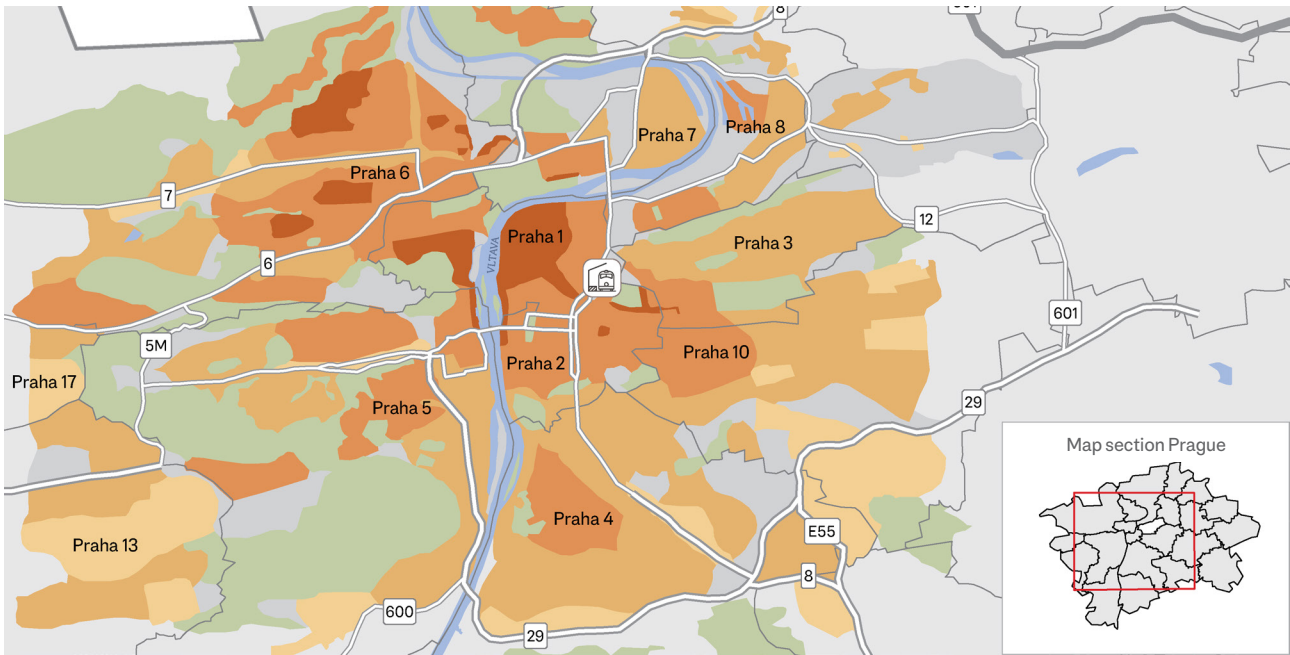 8
Praha 7
Praha 8
Praha 6
7
12
Praha 1
Praha 3
VLTAVA
6
601
5M
Praha 2
Praha 10
Praha 17
29
Praha 5
Map section Prague
Praha 4
E55
Praha 13
8
600
29